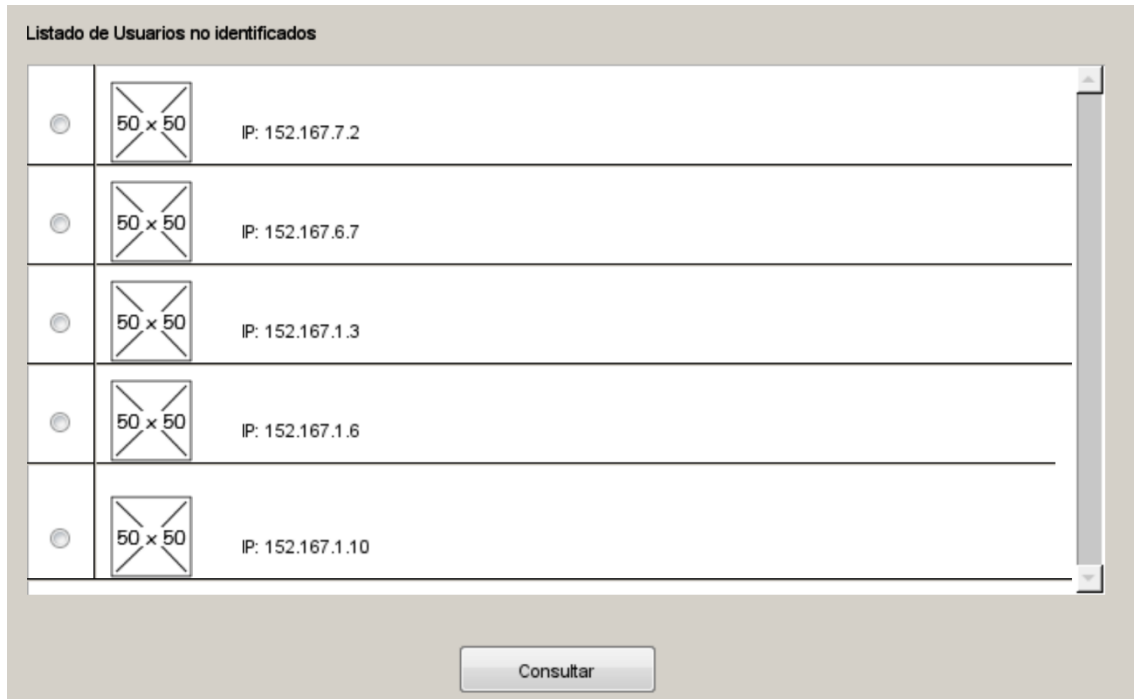 Listado de Usuarios no identificados
50 x 50
IP: 152.167.7.2
50 x 50
IP: 152.167.6.7
50 x 50
IP: 152.167.1.3
50 x 50
IP: 152.167.1.6
50 x 50
IP: 152.167.1.10
Consultar